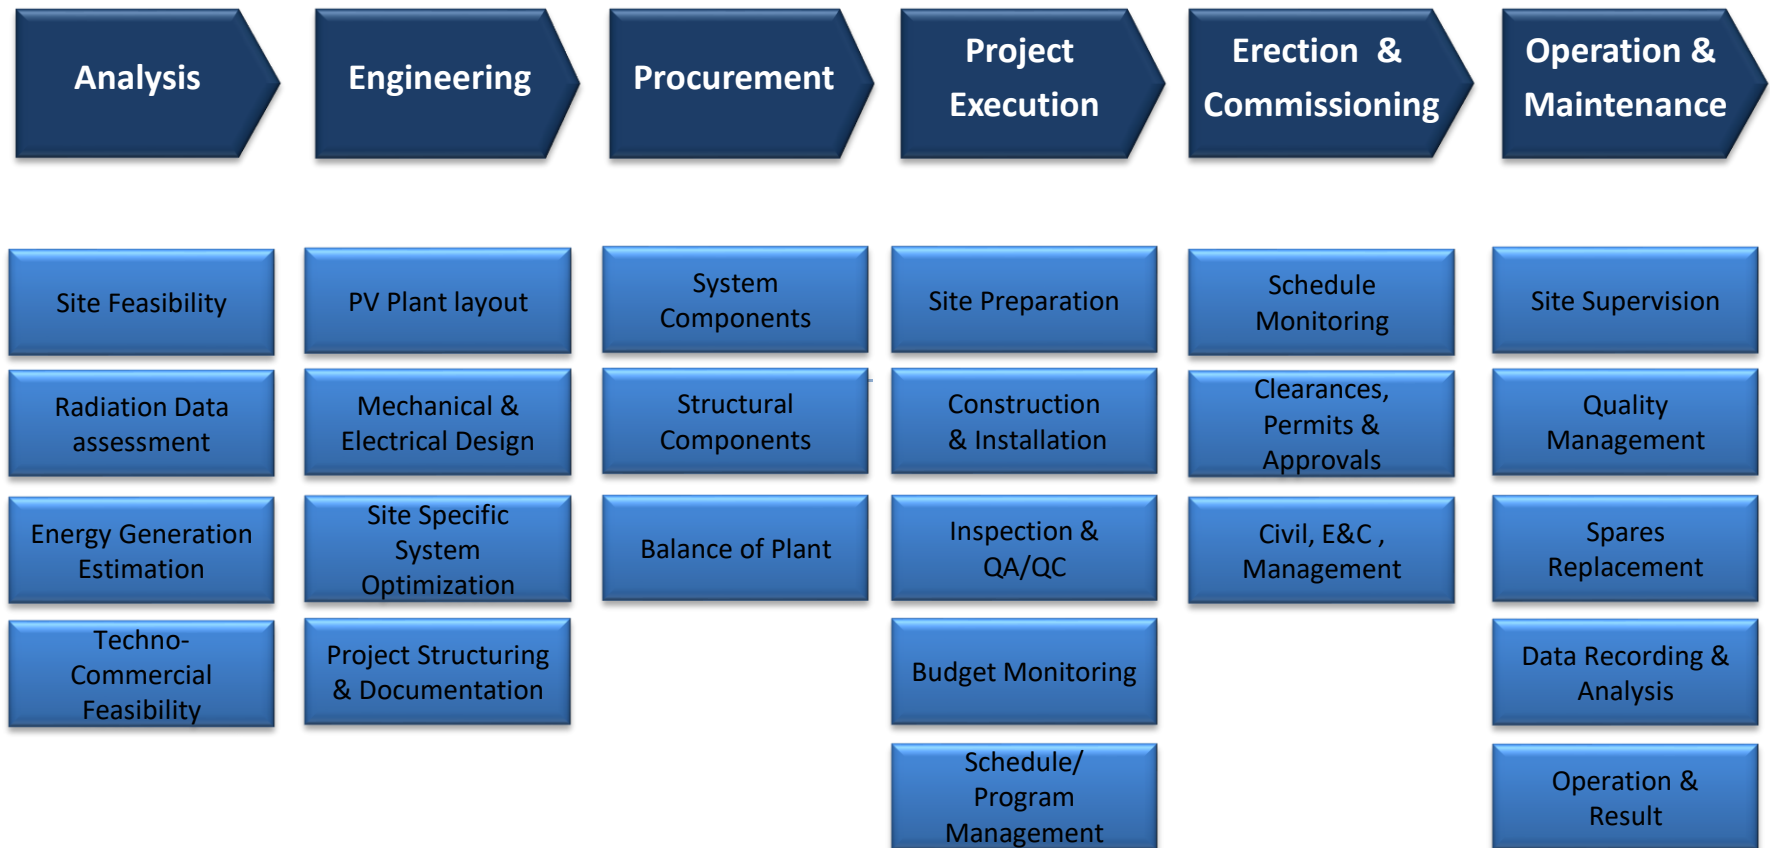 Analysis
Engineering
Procurement
Project
Execution
Erection  &
Commissioning
Operation &
Maintenance
Site Feasibility
Radiation Data
assessment
Energy Generation
Estimation
Techno-
Commercial
Feasibility
PV Plant layout
Mechanical &
Electrical Design
Site Specific
System
Optimization
Project Structuring
& Documentation
System
Components
Structural
Components
Balance of Plant
Site Preparation
Construction
& Installation
Inspection &
QA/QC
Budget Monitoring
Schedule/
Program
Management
Schedule
Monitoring
Clearances,
Permits &
Approvals
Civil, E&C ,
Management
Site Supervision
Quality
Management
Spares
Replacement
Data Recording &
Analysis
Operation &
Result